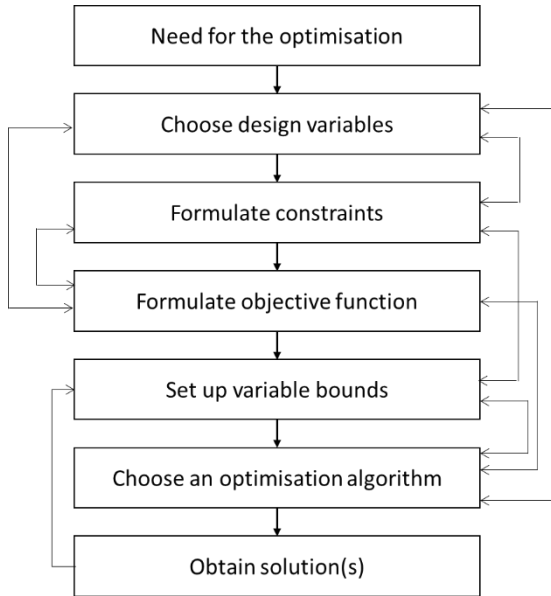 Need for the optimisation
Choose design variables
Formulate constraints
Formulate objective function
Set up variable bounds
Choose an optimisation algorithm
Obtain solution(s)